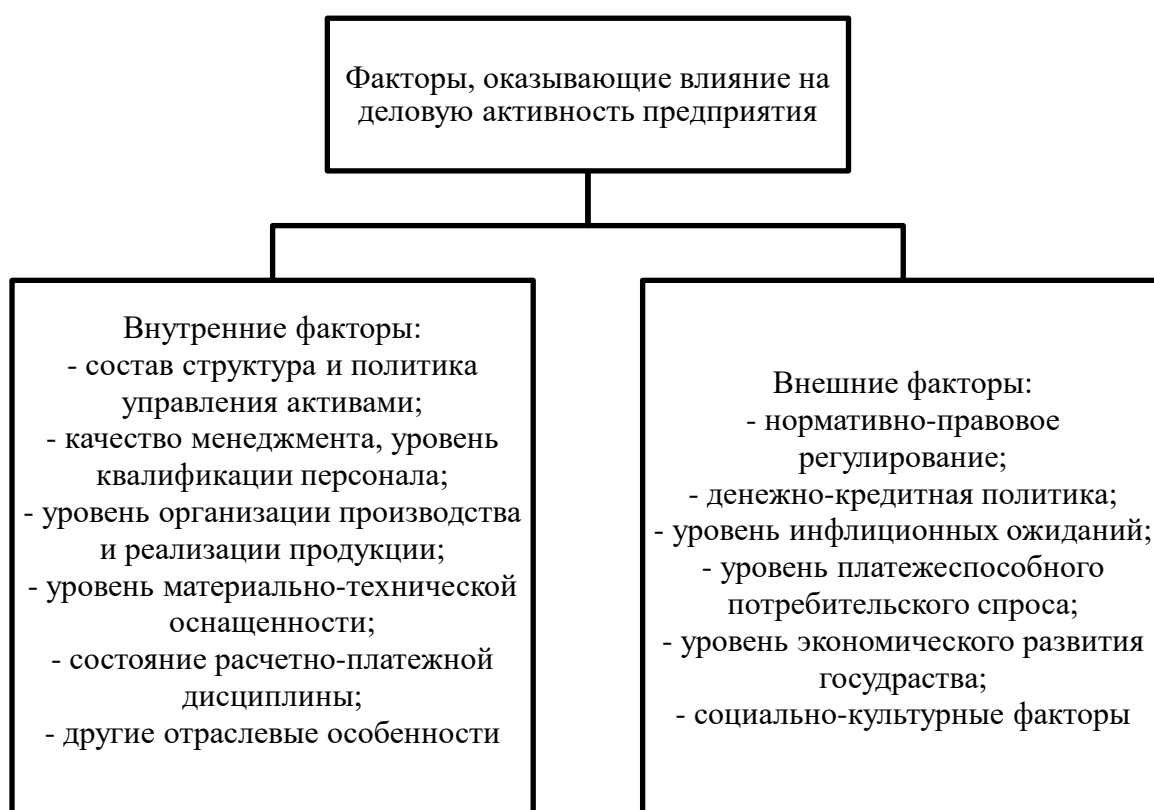 Факторы, оказывающие влияние на
деловую активность предприятия
Внутренние факторы:
- состав структура и политика
управления активами;
- качество менеджмента, уровень
квалификации персонала;
- уровень организации производства
и реализации продукции;
- уровень материально-технической
оснащенности;
- состояние расчетно-платежной
дисциплины;
- другие отраслевые особенности
Внешние факторы:
- нормативно-правовое
регулирование;
- денежно-кредитная политика;
- уровень инфлиционных ожиданий;
- уровень платежеспособного
потребительского спроса;
- уровень экономического развития
госудраства;
- социально-культурные факторы